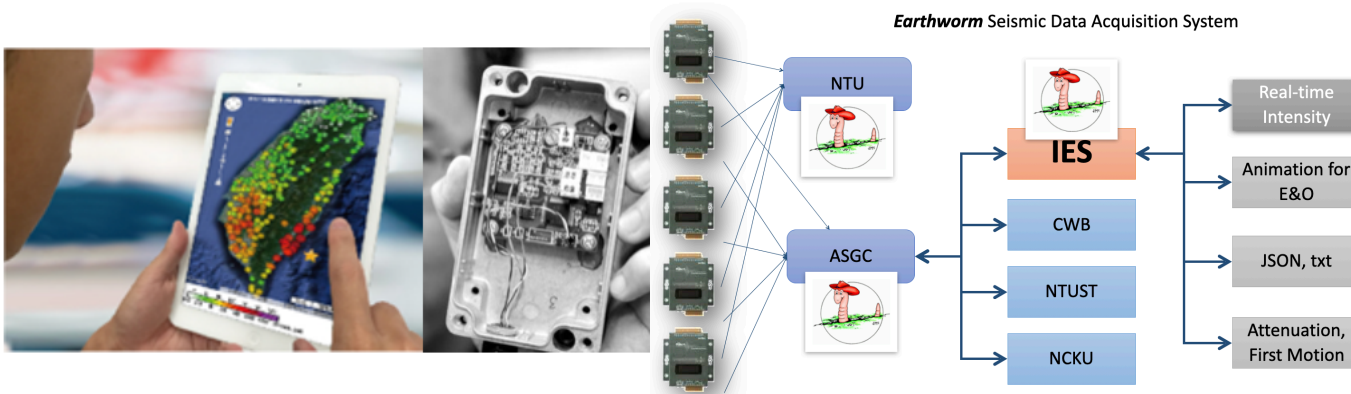 Earthworm Seismic Data Acquisition System
NTU
ASGC
IES
CWB
NTUST
NCKU
Real-time
Intensity
Animation for
E&O
JSON, txt
Attenuation,
First Motion